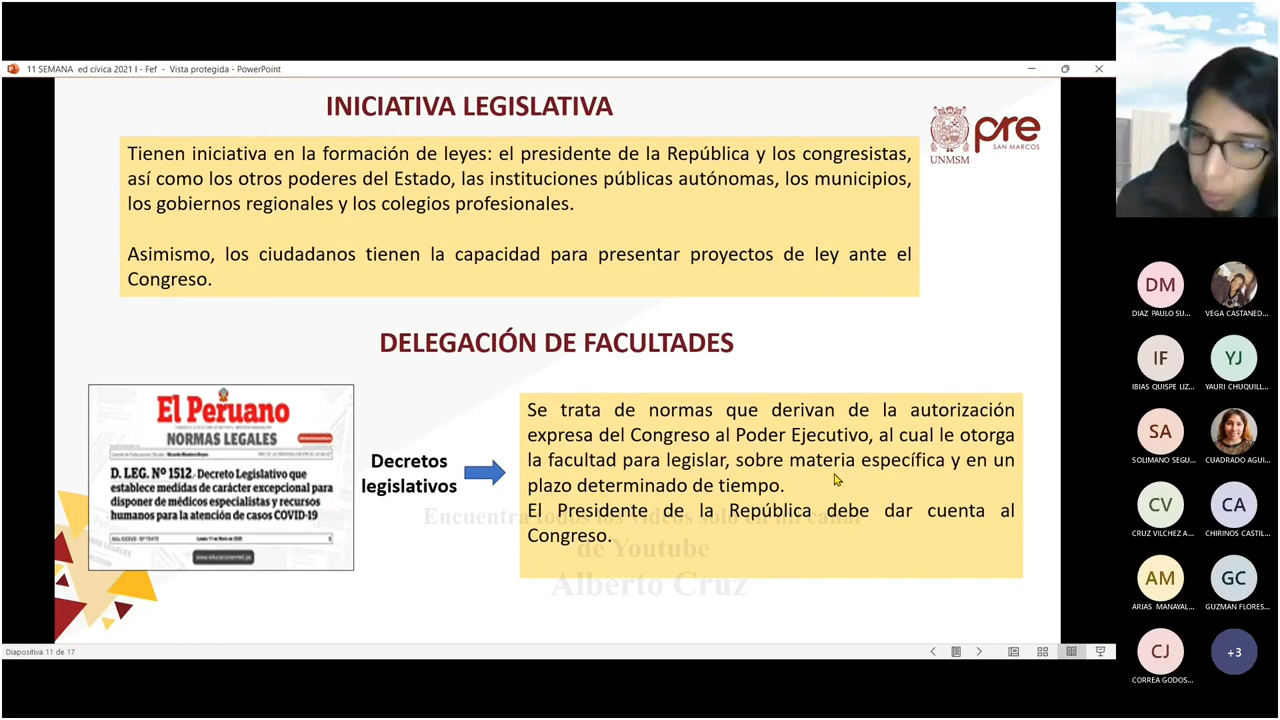 11 SEMANA ed cívica 2021 I - Fef - Vista protegida - PowerPoint
INICIATIVA LEGISLATIVA
UNMSM
pre
SAN MARCOS
Tienen iniciativa en la formación de leyes: el presidente de la República y los congresistas,
así como los otros poderes del Estado, las instituciones públicas autónomas, los municipios,
los gobiernos regionales y los colegios profesionales.
Asimismo, los ciudadanos tienen la capacidad para presentar proyectos de ley ante el
Congreso.
DELEGACIÓN DE FACULTADES
El Peruano
NORMAS LEGALES
D. LEG. Nº 1512. Decreto Legislativo que
establece medidas de carácter excepcional para
disponer de médicos especialistas y recursos
humanos para la atención de casos COVID-19
Decretos
legislativos
Se trata de normas que derivan de la autorización
expresa del Congreso al Poder Ejecutivo, al cual le otorga
la facultad para legislar, sobre materia específica y en un
plazo determinado de tiempo.
El Presidente de la República debe dar cuenta al
Congreso.
Encuentra todos los videos solo en mi canal
de Youtube
Alberto Cruz
Diapositiva 11 de 17
DM
DIAZ PAULO SU...
VEGA CASTANED...
IF
IBIAS QUISPE LIZ...
YJ
YAURI CHUQUILL...
SA
SOLIMANO SEGU...
CUADRADO AGUI...
CV
CRUZ VILCHEZ A...
CA
CHIRINOS CASTIL...
AM
ARIAS MANAYAL...
GC
GUZMAN FLORES...
CJ
CORREA GODOS...
+3